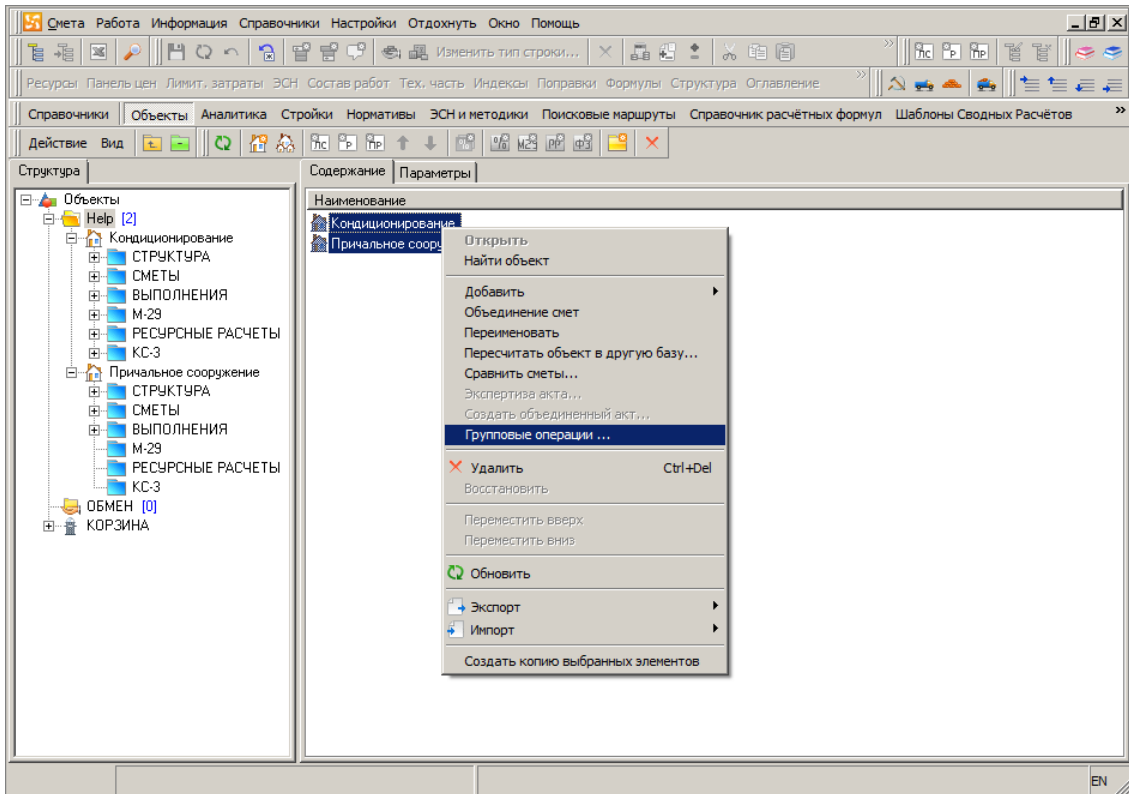 Смета Работа Информация Справочники Настройки Отдохнуть Окно Помощь
Изменить тип строки...
Ресурсы Панель цен Лимит. затраты ЭСН Состав работ Тех. часть Индексы Поправки Формулы Структура Оглавление
Справочники Объекты Аналитика Стройки Нормативы ЭСН и методики Поисковые маршруты Справочник расчётных формул Шаблоны Сводных Расчётов
Действие Вид
Структура
Содержание Параметры
Объекты
Help [2]
Кондиционирование
СТРУКТУРА
СМЕТЫ
ВЫПОЛНЕНИЯ
М-29
РЕСУРСНЫЕ РАСЧЕТЫ
КС-3
Причальное сооружение
СТРУКТУРА
СМЕТЫ
ВЫПОЛНЕНИЯ
М-29
РЕСУРСНЫЕ РАСЧЕТЫ
КС-3
ОБМЕН [0]
КОРЗИНА
Наименование
Кондиционирование
Причальное соору
Открыть
Найти объект
Добавить
Объединение смет
Переименовать
Пересчитать объект в другую базу...
Сравнить сметы...
Экспертиза акта...
Создать объединенный акт...
Групповые операции ...
Удалить Ctrl+Del
Восстановить
Переместить вверх
Переместить вниз
Обновить
Экспорт
Импорт
Создать копию выбранных элементов
EN